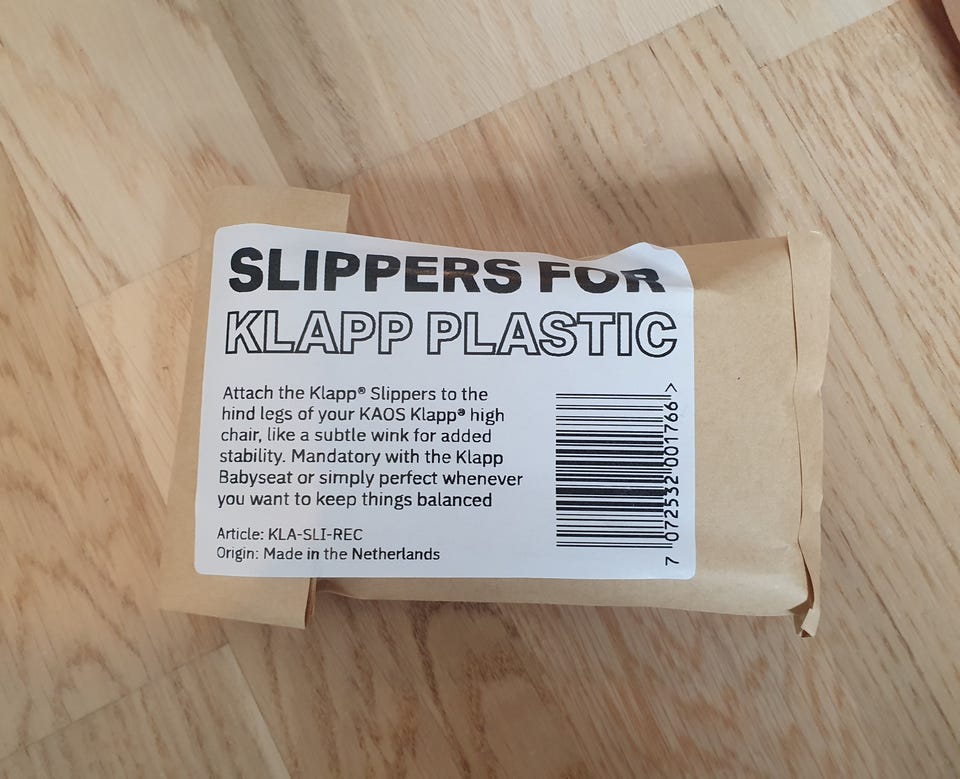 SLIPPERS FOR
KLAPP PLASTIC
Attach the Klapp® Slippers to the
hind legs of your KAOS Klapp® high
chair, like a subtle wink for added
stability. Mandatory with the Klapp
Babyseat or simply perfect whenever
you want to keep things balanced
Article: KLA-SLI-REC
Origin: Made in the Netherlands
7 072532 001766 >